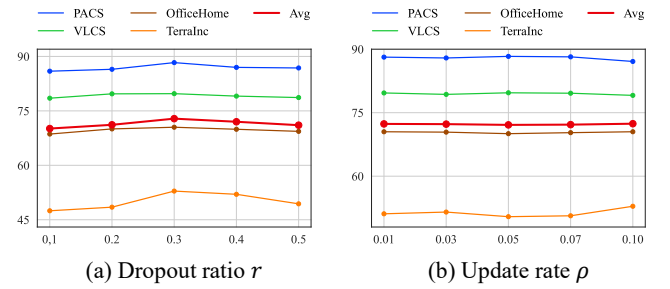 PACS OfficeHome Avg
VLCS TerraInc
90
75
60
45
0,1 0.2 0.3 0.4 0.5
(a) Dropout ratio r
PACS OfficeHome Avg
VLCS TerraInc
90
75
60
0.01 0.03 0.05 0.07 0.10
(b) Update rate ρ